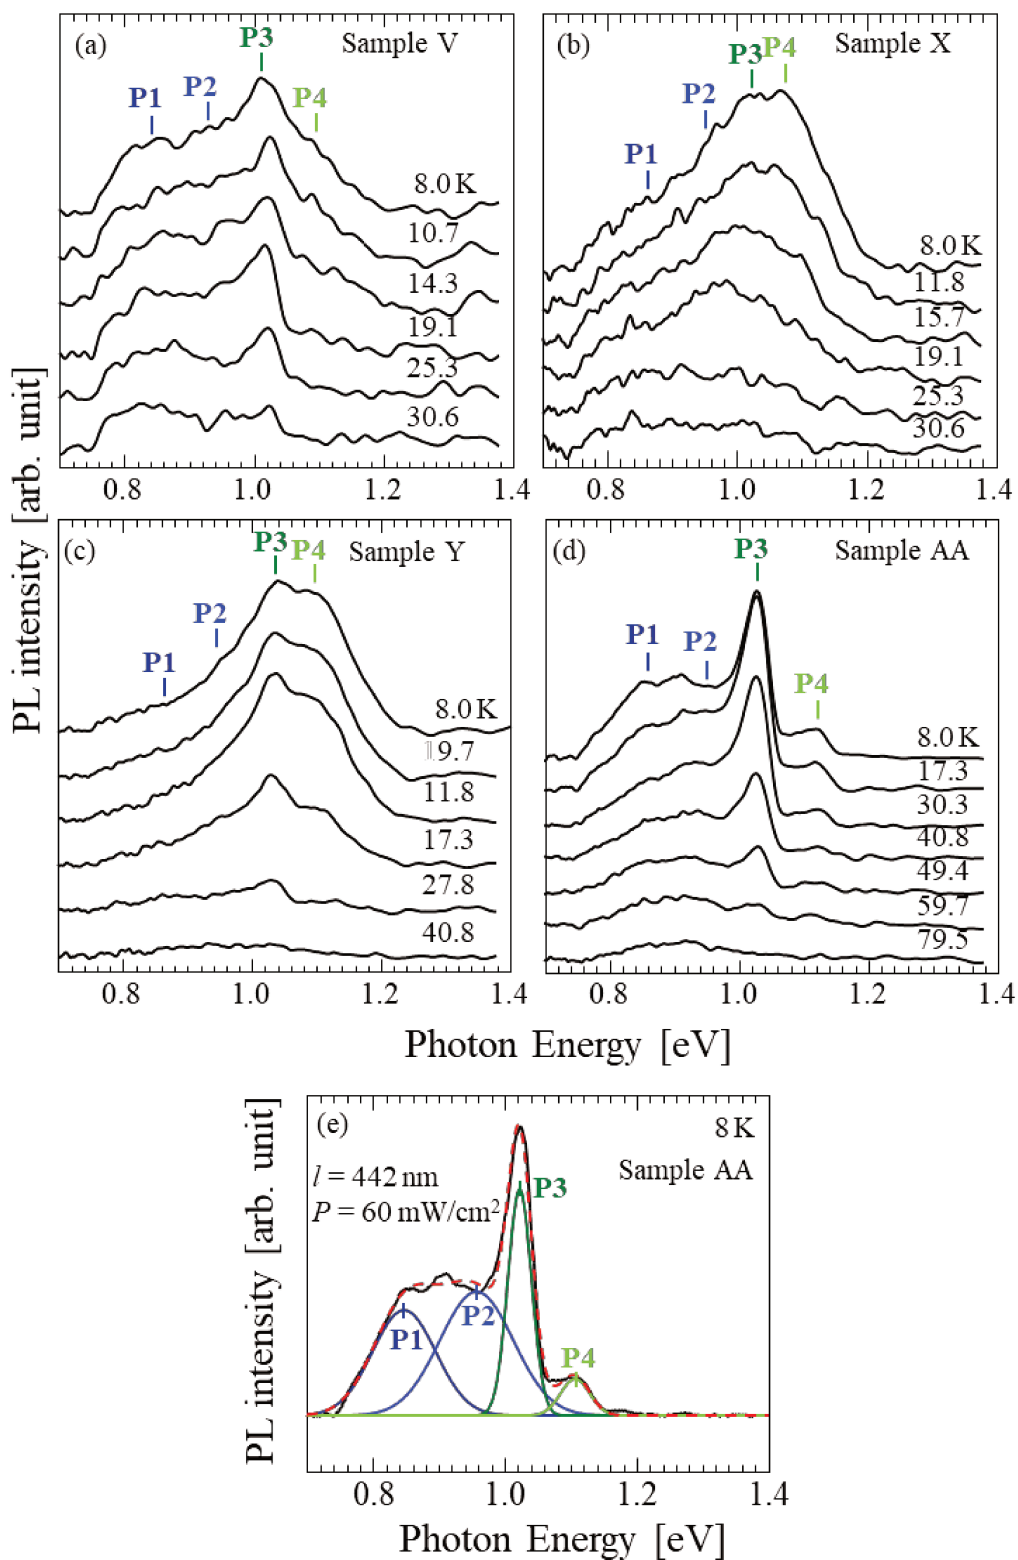 PL intensity [arb. unit]
(a)
Sample V
P1
P2
P3
P4
8.0 K
10.7
14.3
19.1
25.3
30.6
0.8
1.0
1.2
1.4
(b)
Sample X
P1
P2
P3
P4
8.0 K
11.8
15.7
19.1
25.3
30.6
0.8
1.0
1.2
1.4
(c)
Sample Y
P1
P2
P3
P4
8.0 K
9.7
11.8
17.3
27.8
40.8
0.8
1.0
1.2
1.4
(d)
Sample AA
P1
P2
P3
P4
8.0 K
17.3
30.3
40.8
49.4
59.7
79.5
0.8
1.0
1.2
1.4
Photon Energy [eV]
PL intensity [arb. unit]
(e)
8 K
Sample AA
l = 442 nm
P = 60 mW/cm²
P3
P1
P2
P4
0.8
1.0
1.2
1.4
Photon Energy [eV]